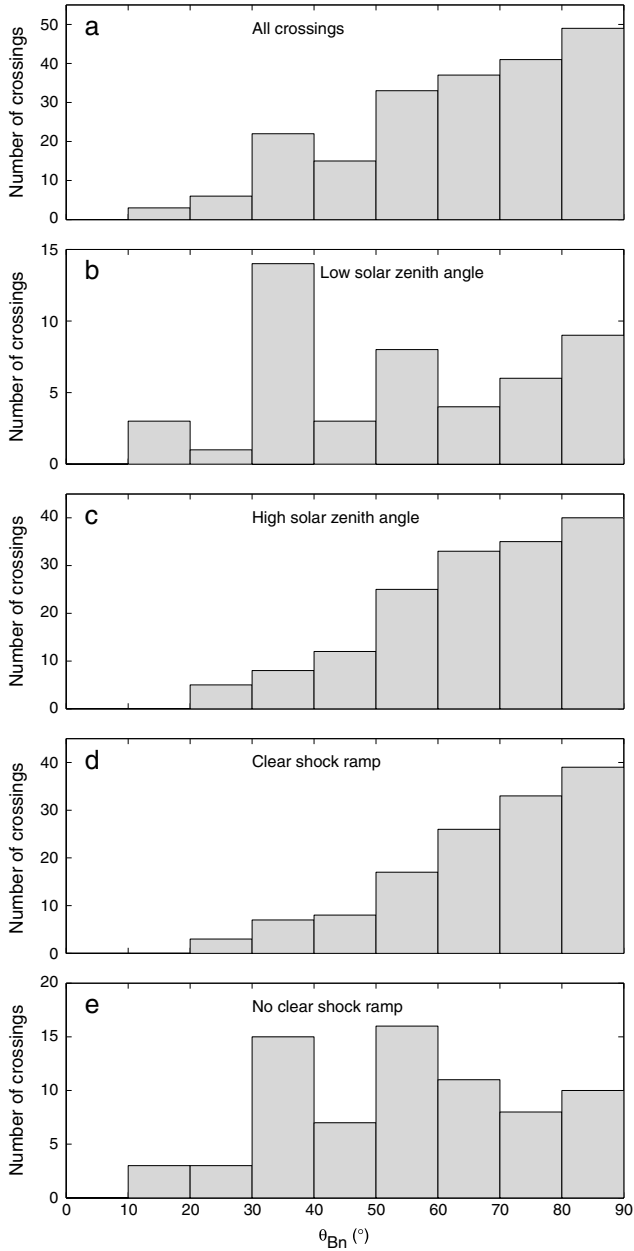 a
All crossings
Number of crossings
50
40
30
20
10
0
b
Low solar zenith angle
Number of crossings
15
10
5
0
c
High solar zenith angle
Number of crossings
40
30
20
10
0
d
Clear shock ramp
Number of crossings
40
30
20
10
0
e
No clear shock ramp
Number of crossings
20
15
10
5
0
0 10 20 30 40 50 60 70 80 90
θBn (°)